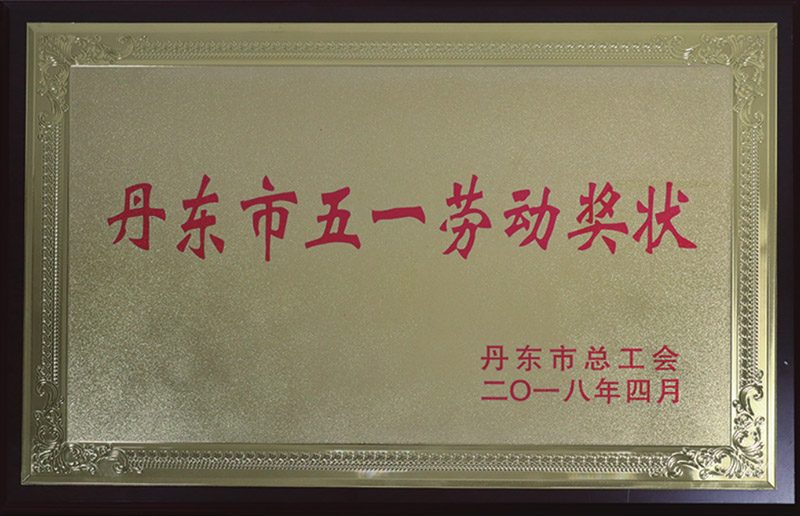 丹东市五一劳动奖状
丹东市总工会
二〇一八年四月